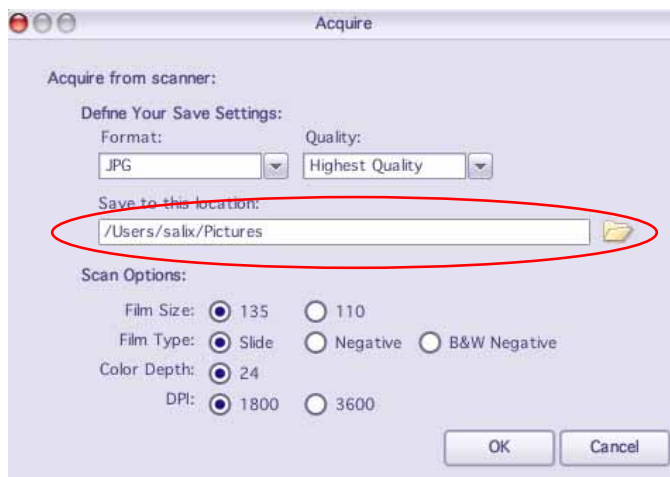 Acquire
Acquire from scanner:
Define Your Save Settings:
Format: Quality:
JPG Highest Quality
Save to this location:
/Users/salix/Pictures
Scan Options:
Film Size: 135 110
Film Type: Slide Negative B&W Negative
Color Depth: 24
DPI: 1800 3600
OK Cancel